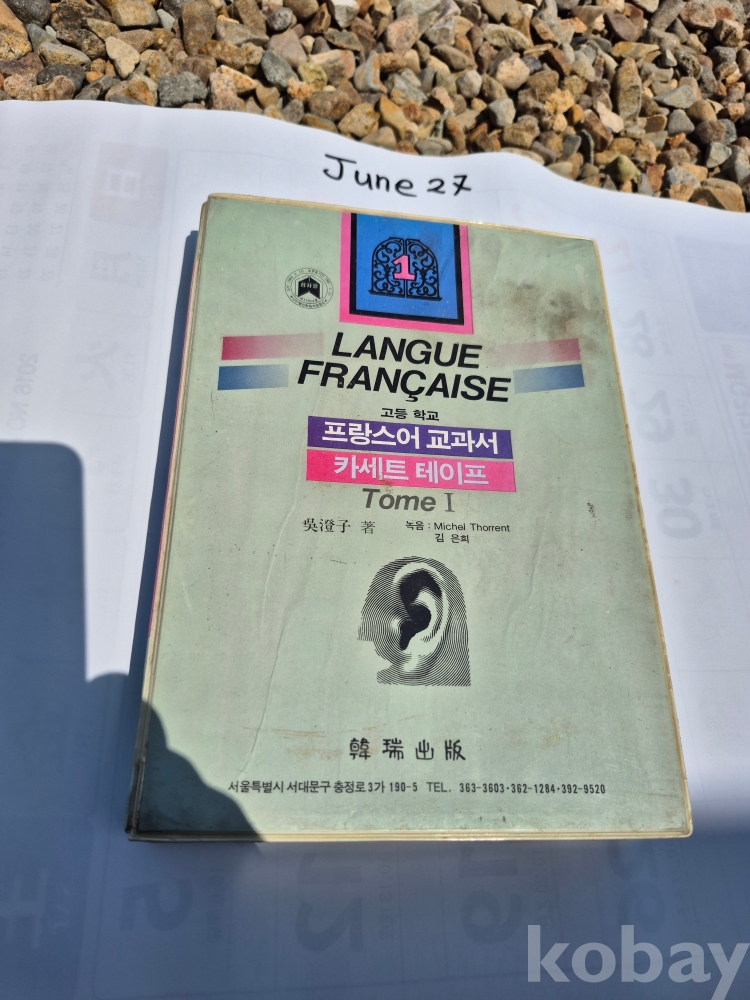 June 27
1
LANGUE
FRANÇAISE
고등 학교
프랑스어 교과서
카세트 테이프
Tome I
吳澄子 著
녹음 : Michel Thorrent
김 은희
韓瑞出版
서울특별시 서대문구 충정로3가 190-5 TEL. 363-3603·362-1284·392-9520
kobay